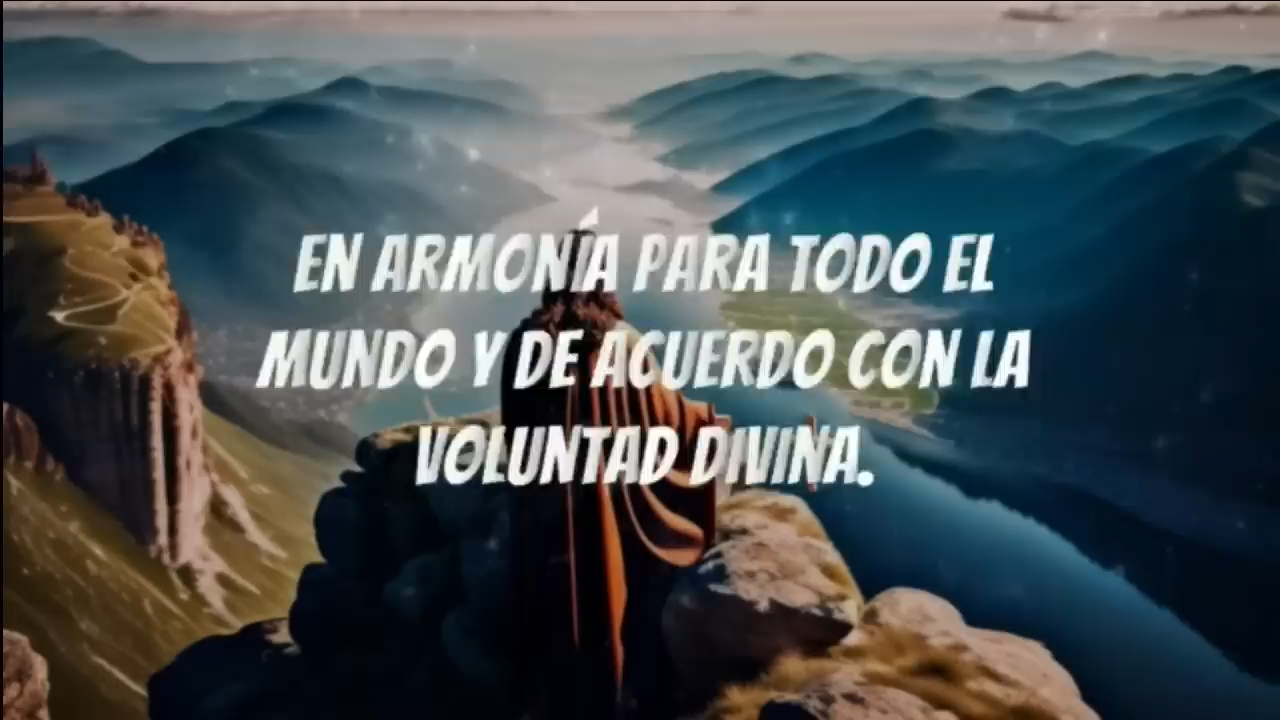 EN ARMONÍA PARA TODO EL
MUNDO Y DE ACUERDO CON LA
VOLUNTAD DIVINA.